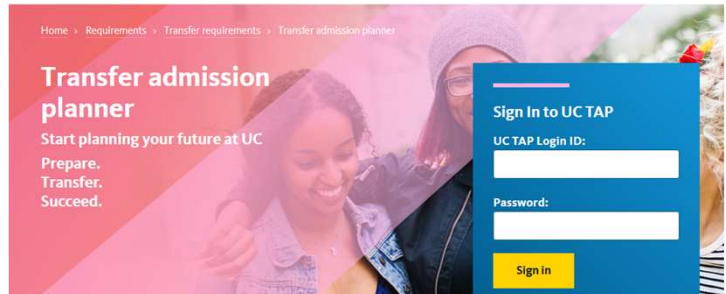 Home > Requirements > Transfer requirements > Transfer admission planner
Transfer admission
planner
Start planning your future at UC
Prepare.
Transfer.
Succeed.
Sign In to UC TAP
UC TAP Login ID:
Password:
Sign in